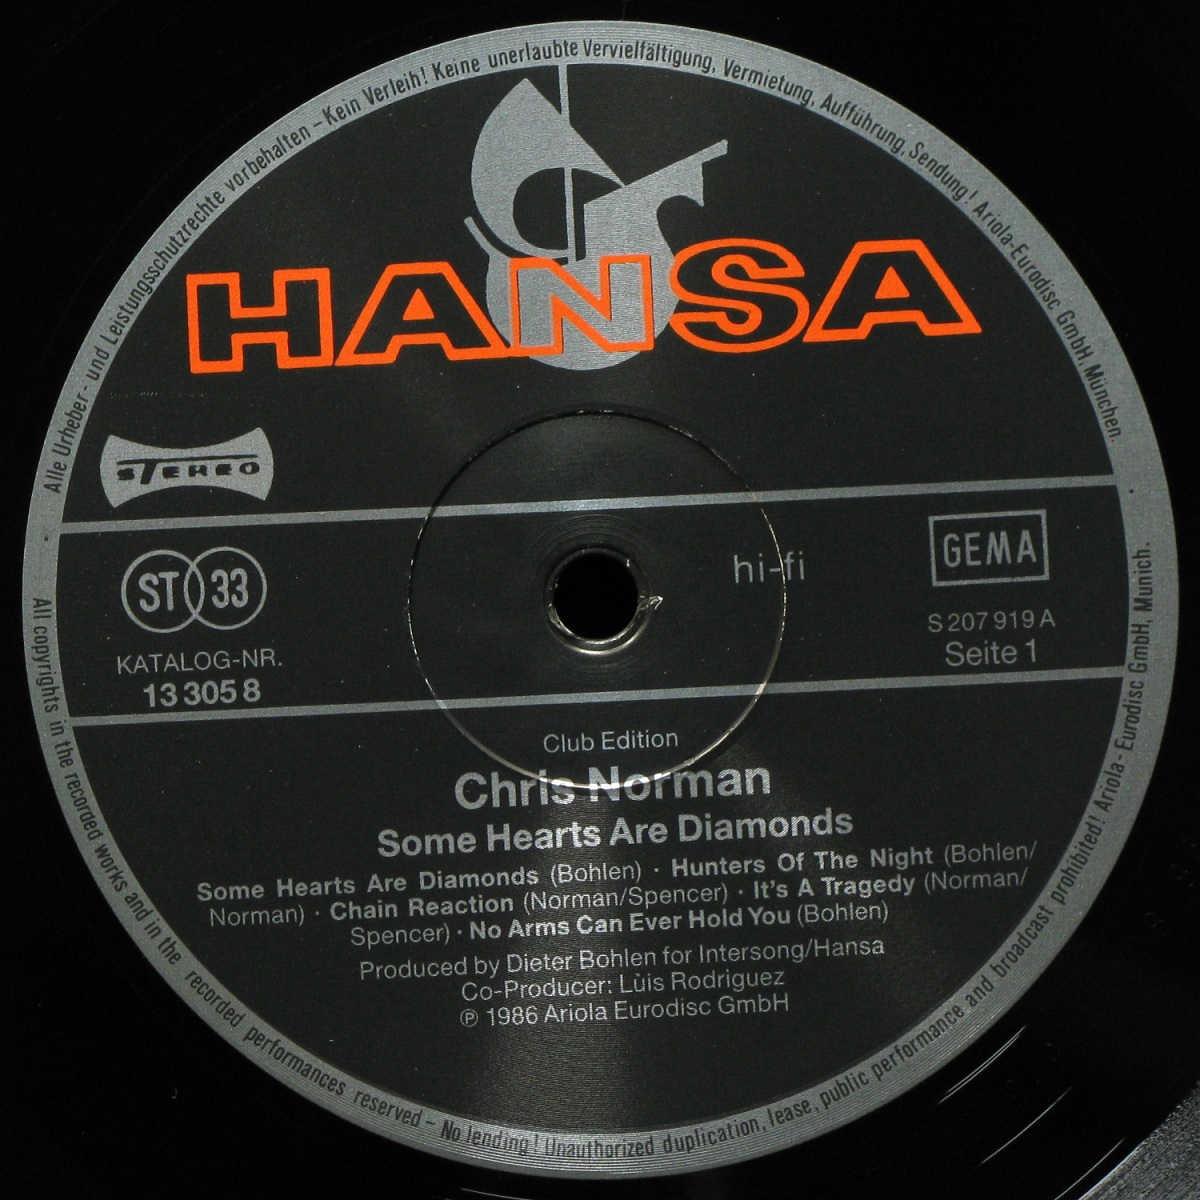 Alle Urheber- und Leistungsschutzrechte vorbehalten – Kein Verleih! Keine unerlaubte Vervielfältigung, Vermietung, Aufführung, Sendung! Ariola-Eurodisc GmbH, München.
HANSA
STEREO
ST 33
hi-fi
GEMA
KATALOG-NR.
13 305 8
S 207 919 A
Seite 1
Club Edition
Chris Norman
Some Hearts Are Diamonds
Some Hearts Are Diamonds (Bohlen) · Hunters Of The Night (Bohlen/
Norman) · Chain Reaction (Norman/Spencer) · It's A Tragedy (Norman/
Spencer) · No Arms Can Ever Hold You (Bohlen)
Produced by Dieter Bohlen for Intersong/Hansa
Co-Producer: Lùis Rodriguez
℗ 1986 Ariola Eurodisc GmbH
All copyrights in the recorded works and in the recorded performances reserved – No lending! Unauthorized duplication, lease, public performance and broadcast prohibited! Ariola-Eurodisc GmbH, Munich.